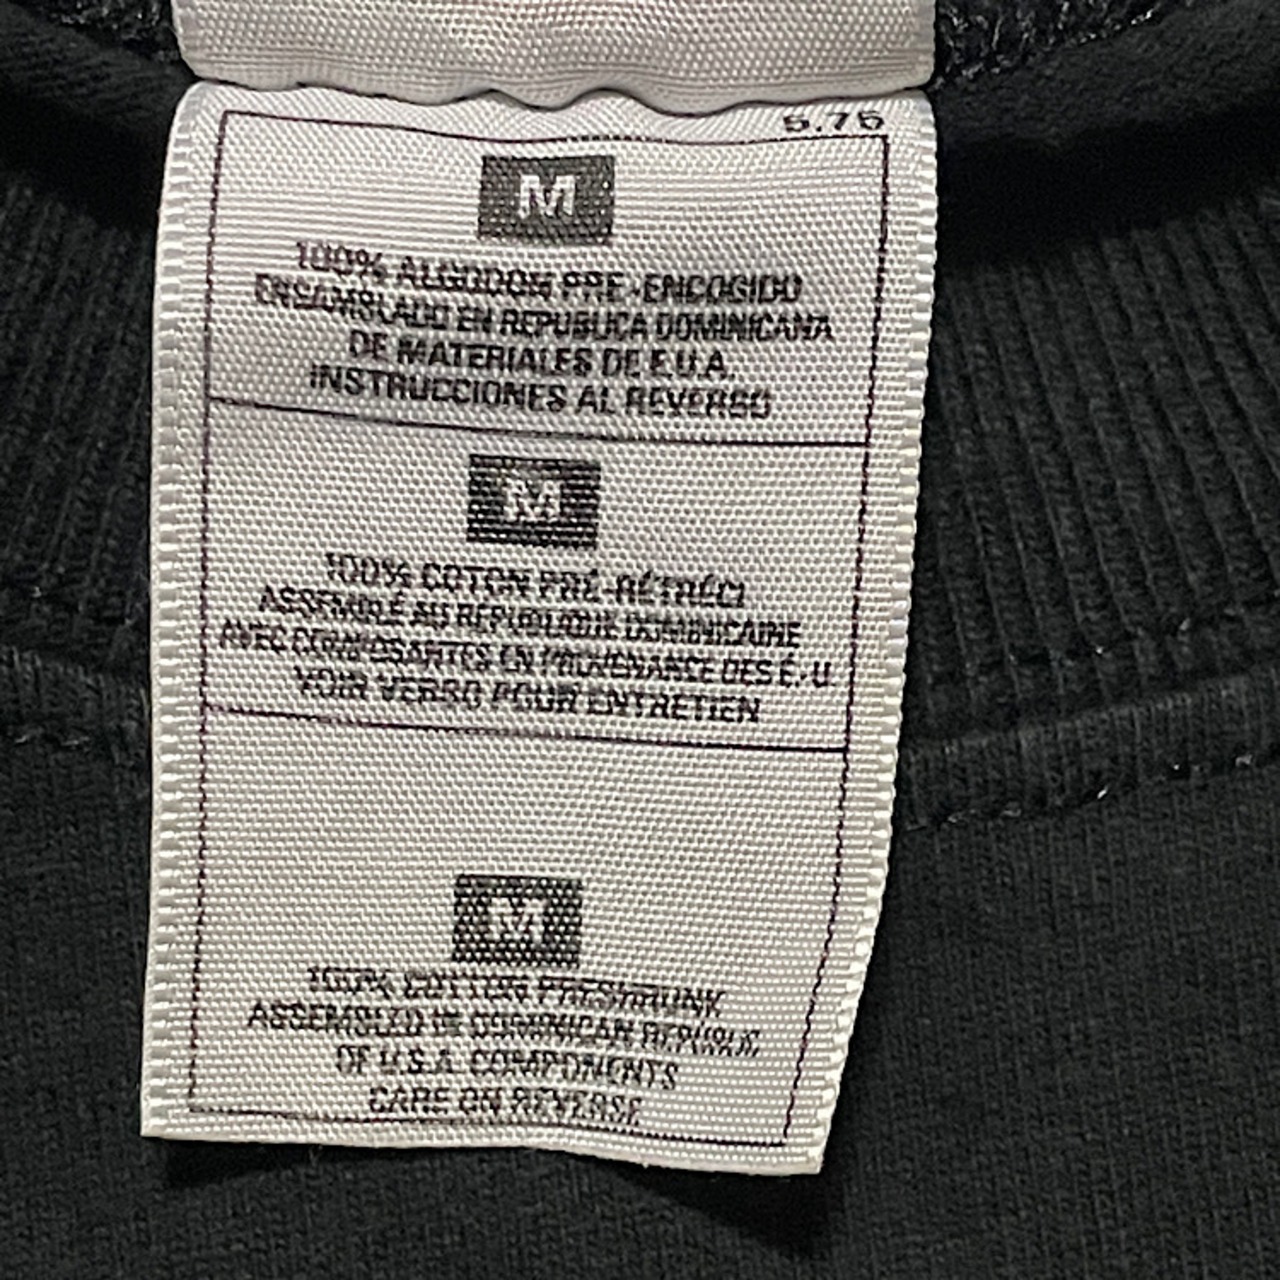 5.75
M
100% ALGODON PRE-ENCOGIDO
ENSAMBLADO EN REPUBLICA DOMINICANA
DE MATERIALES DE E.U.A.
INSTRUCCIONES AL REVERSO
M
100% COTON PRÉ-RÉTRÉCI
ASSEMBLÉ AU REPUBLIQUE DOMINICAINE
AVEC COMPOSANTES EN PROVENANCE DES É.-U.
VOIR VERSO POUR ENTRETIEN
M
100% COTTON PRESHRUNK
ASSEMBLED IN DOMINICAN REPUBLIC
OF U.S.A. COMPONENTS
CARE ON REVERSE